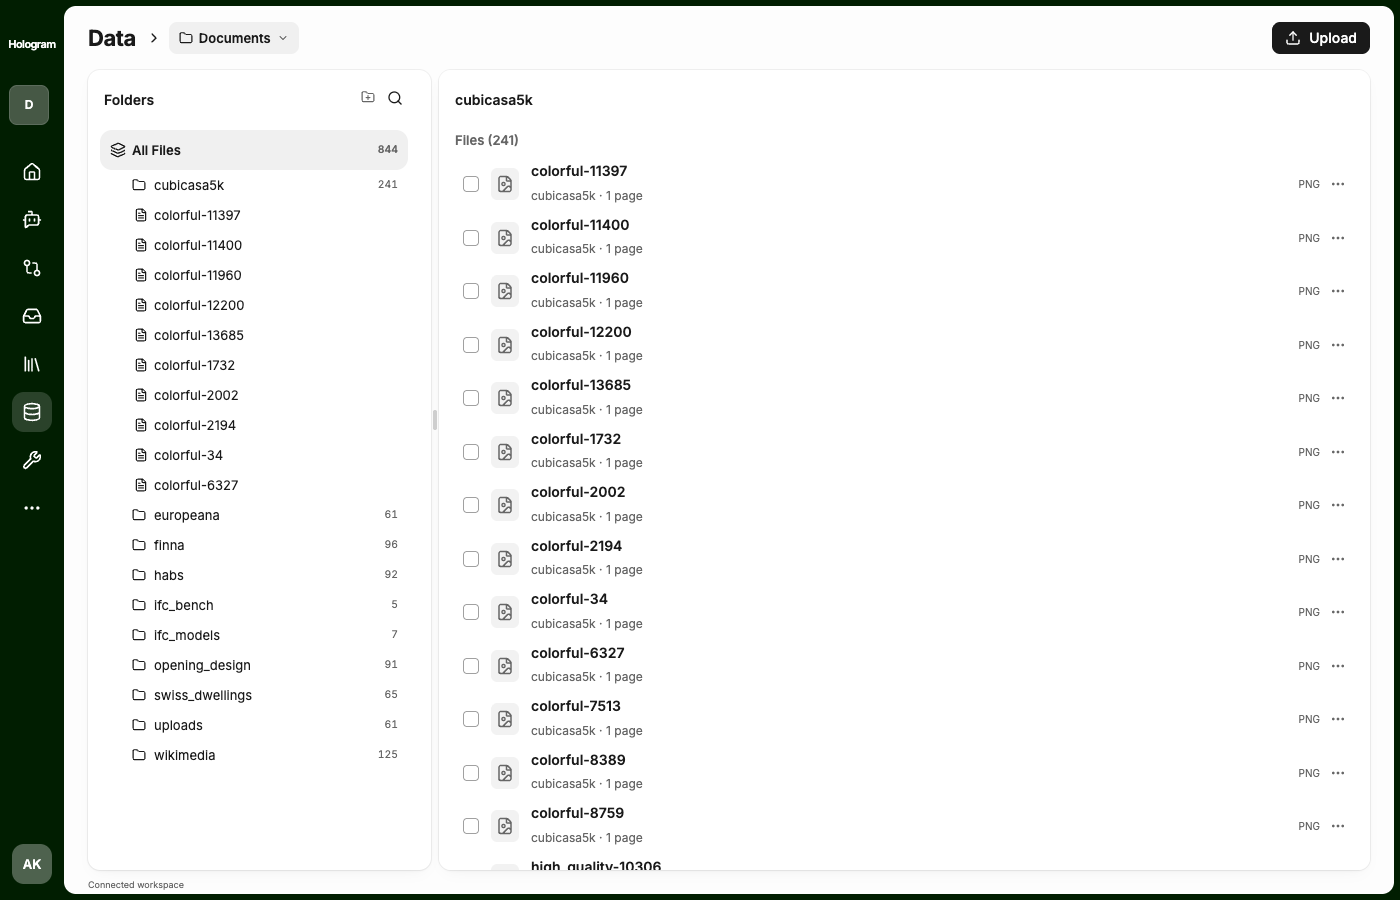 Hologram
D
AK
Data
Documents
Upload
Folders
All Files 844
cubicasa5k 241
colorful-11397
colorful-11400
colorful-11960
colorful-12200
colorful-13685
colorful-1732
colorful-2002
colorful-2194
colorful-34
colorful-6327
europeana 61
finna 96
habs 92
ifc_bench 5
ifc_models 7
opening_design 91
swiss_dwellings 65
uploads 61
wikimedia 125
cubicasa5k
Files (241)
colorful-11397
cubicasa5k · 1 page PNG
colorful-11400
cubicasa5k · 1 page PNG
colorful-11960
cubicasa5k · 1 page PNG
colorful-12200
cubicasa5k · 1 page PNG
colorful-13685
cubicasa5k · 1 page PNG
colorful-1732
cubicasa5k · 1 page PNG
colorful-2002
cubicasa5k · 1 page PNG
colorful-2194
cubicasa5k · 1 page PNG
colorful-34
cubicasa5k · 1 page PNG
colorful-6327
cubicasa5k · 1 page PNG
colorful-7513
cubicasa5k · 1 page PNG
colorful-8389
cubicasa5k · 1 page PNG
colorful-8759
cubicasa5k · 1 page PNG
high_quality-10306
Connected workspace